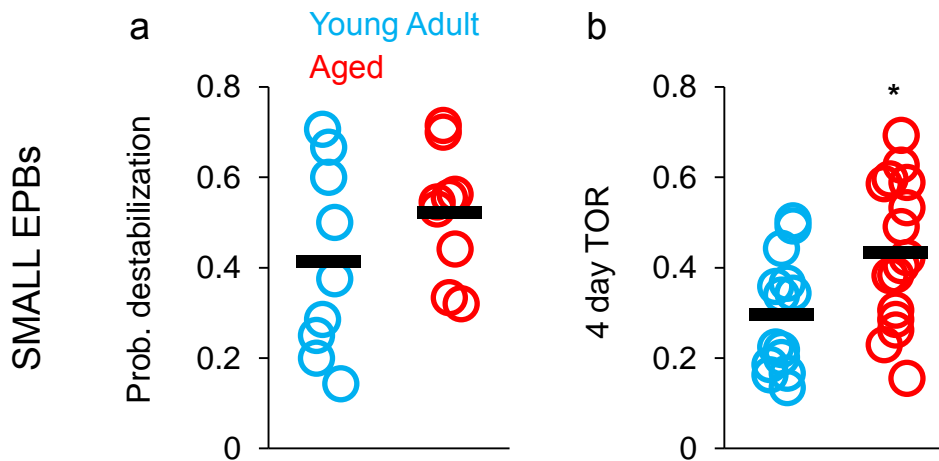 SMALL EPBs
a
Young Adult
Aged
Prob. destabilization
0.8
0.6
0.4
0.2
0
b
4 day TOR
0.8
0.6
0.4
0.2
0
*